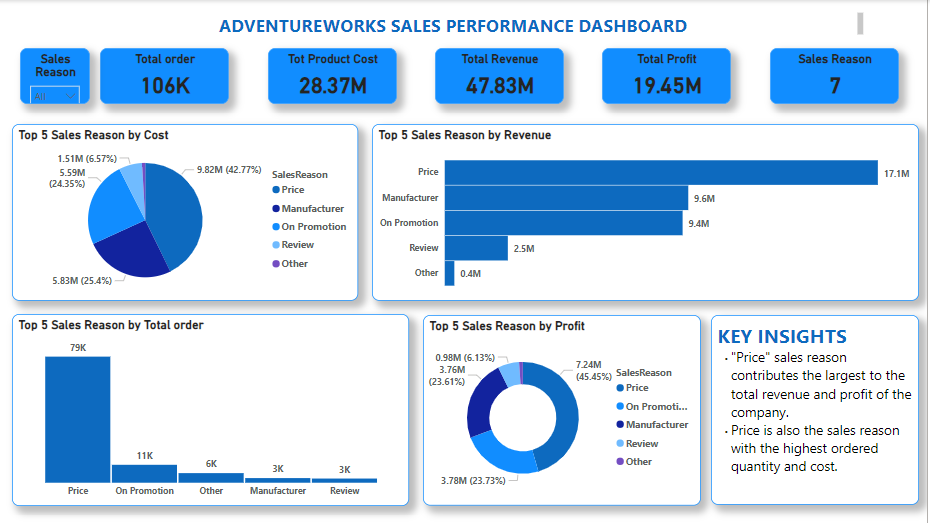 ADVENTUREWORKS SALES PERFORMANCE DASHBOARD
Sales
Reason
All
Total order
106K
Tot Product Cost
28.37M
Total Revenue
47.83M
Total Profit
19.45M
Sales Reason
7
Top 5 Sales Reason by Cost
1.51M (6.57%)
5.59M
(24.35%)
9.82M (42.77%)
5.83M (25.4%)
SalesReason
Price
Manufacturer
On Promotion
Review
Other
Top 5 Sales Reason by Revenue
Price 17.1M
Manufacturer 9.6M
On Promotion 9.4M
Review 2.5M
Other 0.4M
Top 5 Sales Reason by Total order
79K
11K
6K
3K
3K
Price On Promotion Other Manufacturer Review
Top 5 Sales Reason by Profit
0.98M (6.13%)
3.76M
(23.61%)
7.24M
(45.45%)
3.78M (23.73%)
SalesReason
Price
On Promoti...
Manufacturer
Review
Other
KEY INSIGHTS
• "Price" sales reason
contributes the largest to the
total revenue and profit of the
company.
• Price is also the sales reason
with the highest ordered
quantity and cost.